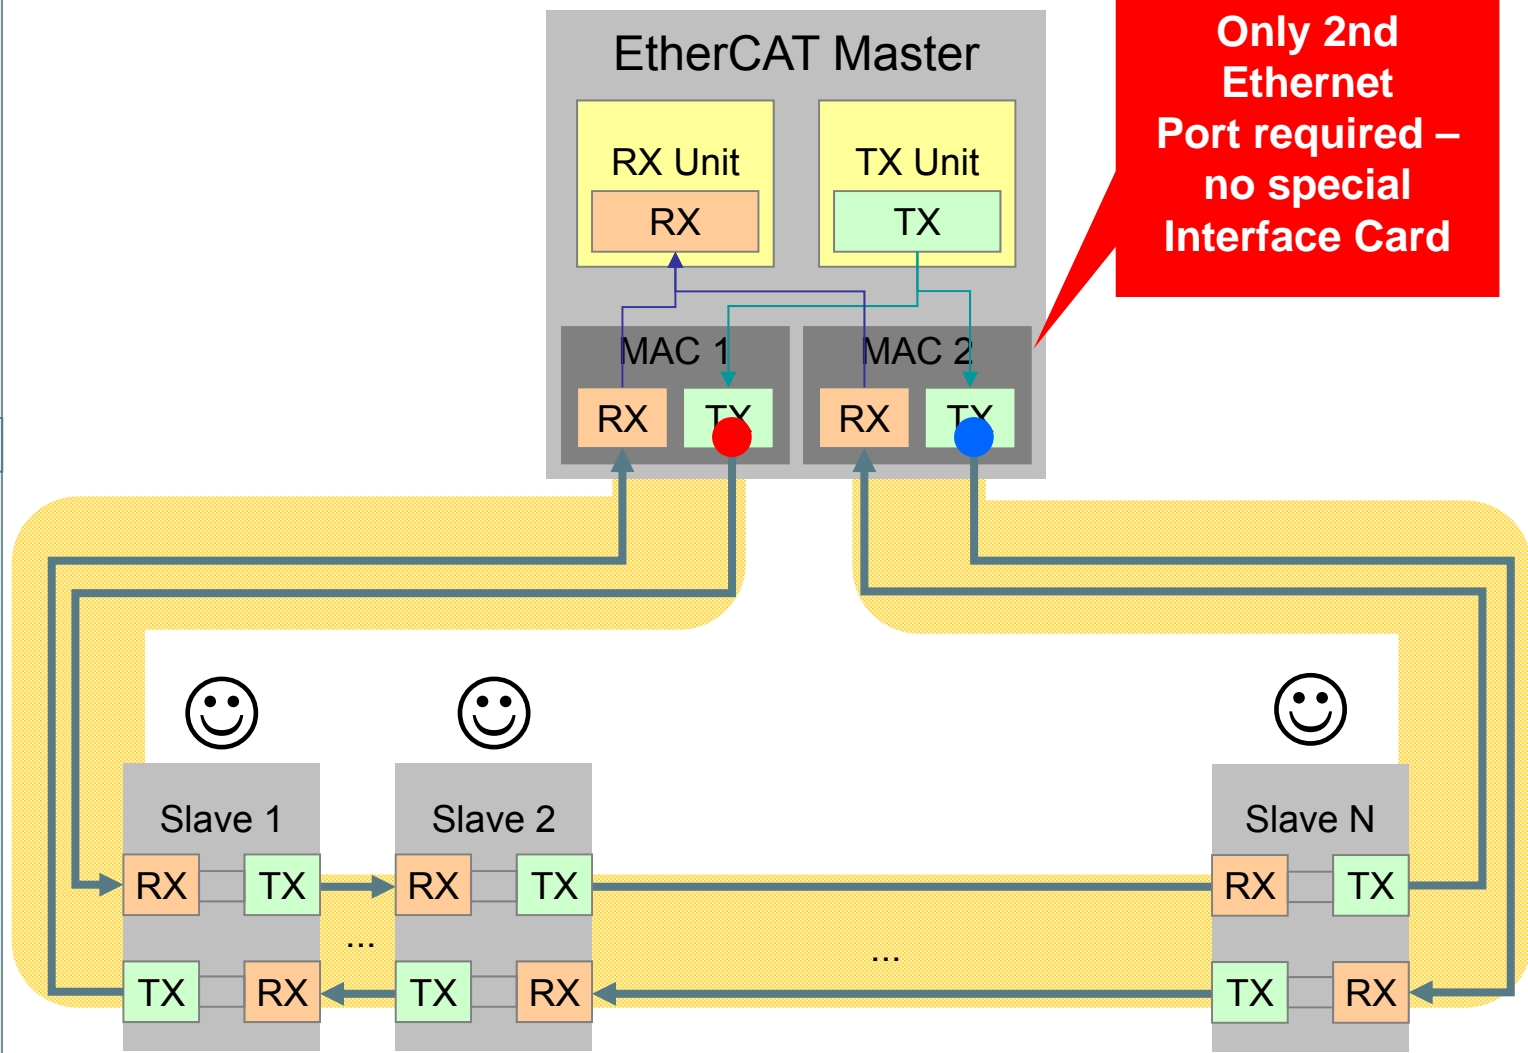 EtherCAT Master
Only 2nd
Ethernet
Port required –
no special
Interface Card
RX Unit
TX Unit
RX
TX
MAC 1
MAC 2
RX
TX
RX
TX
Slave 1
Slave 2
Slave N
RX
TX
RX
TX
RX
TX
...
...
TX
RX
TX
RX
TX
RX